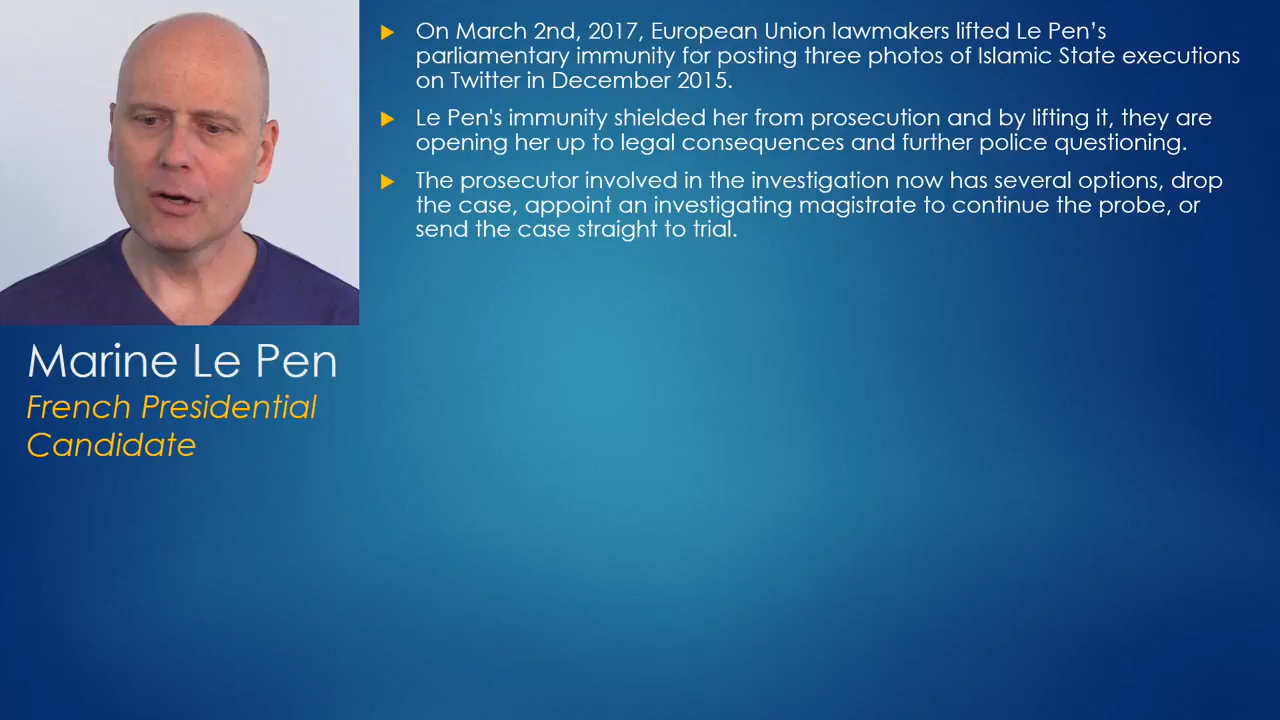 On March 2nd, 2017, European Union lawmakers lifted Le Pen’s
parliamentary immunity for posting three photos of Islamic State executions
on Twitter in December 2015.
Le Pen's immunity shielded her from prosecution and by lifting it, they are
opening her up to legal consequences and further police questioning.
The prosecutor involved in the investigation now has several options, drop
the case, appoint an investigating magistrate to continue the probe, or
send the case straight to trial.
Marine Le Pen
French Presidential
Candidate